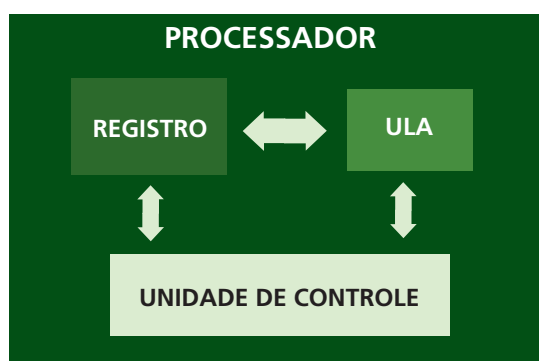 PROCESSADOR
REGISTRO
ULA
UNIDADE DE CONTROLE